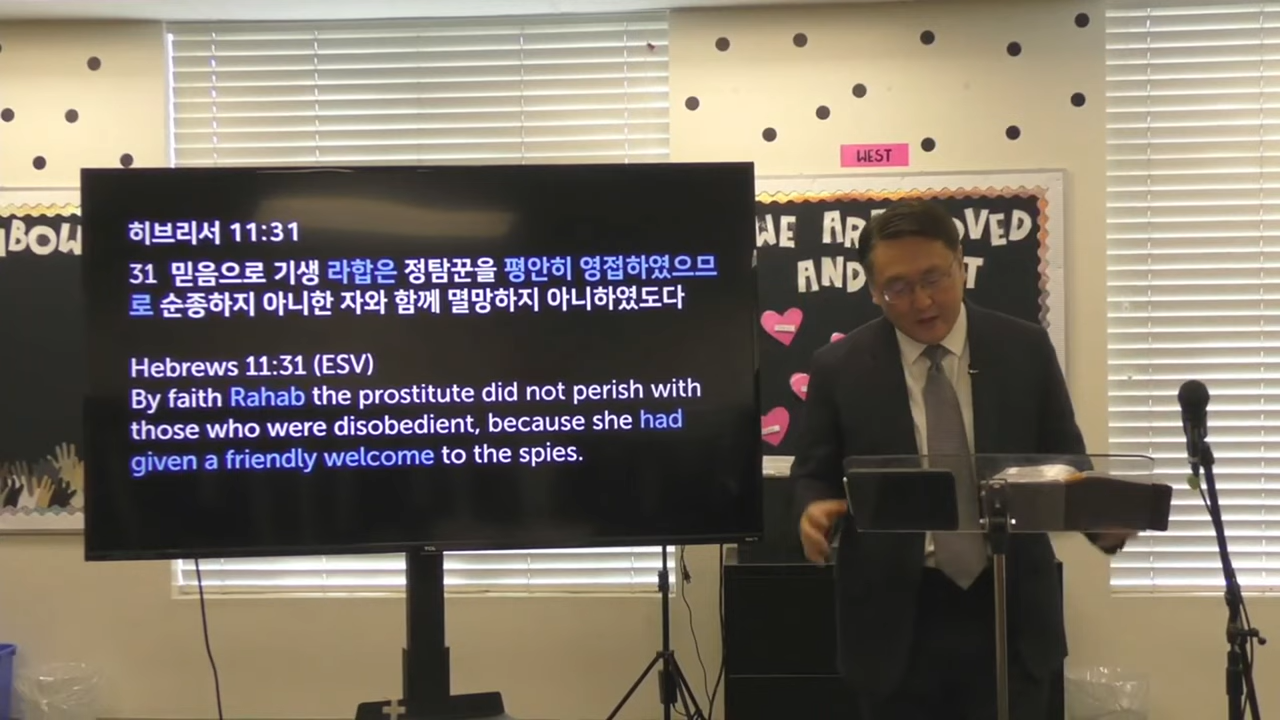 히브리서 11:31
31 믿음으로 기생 라합은 정탐꾼을 평안히 영접하였으므
로 순종하지 아니한 자와 함께 멸망하지 아니하였도다
Hebrews 11:31 (ESV)
By faith Rahab the prostitute did not perish with
those who were disobedient, because she had
given a friendly welcome to the spies.
TCL
WEST
WE
AND